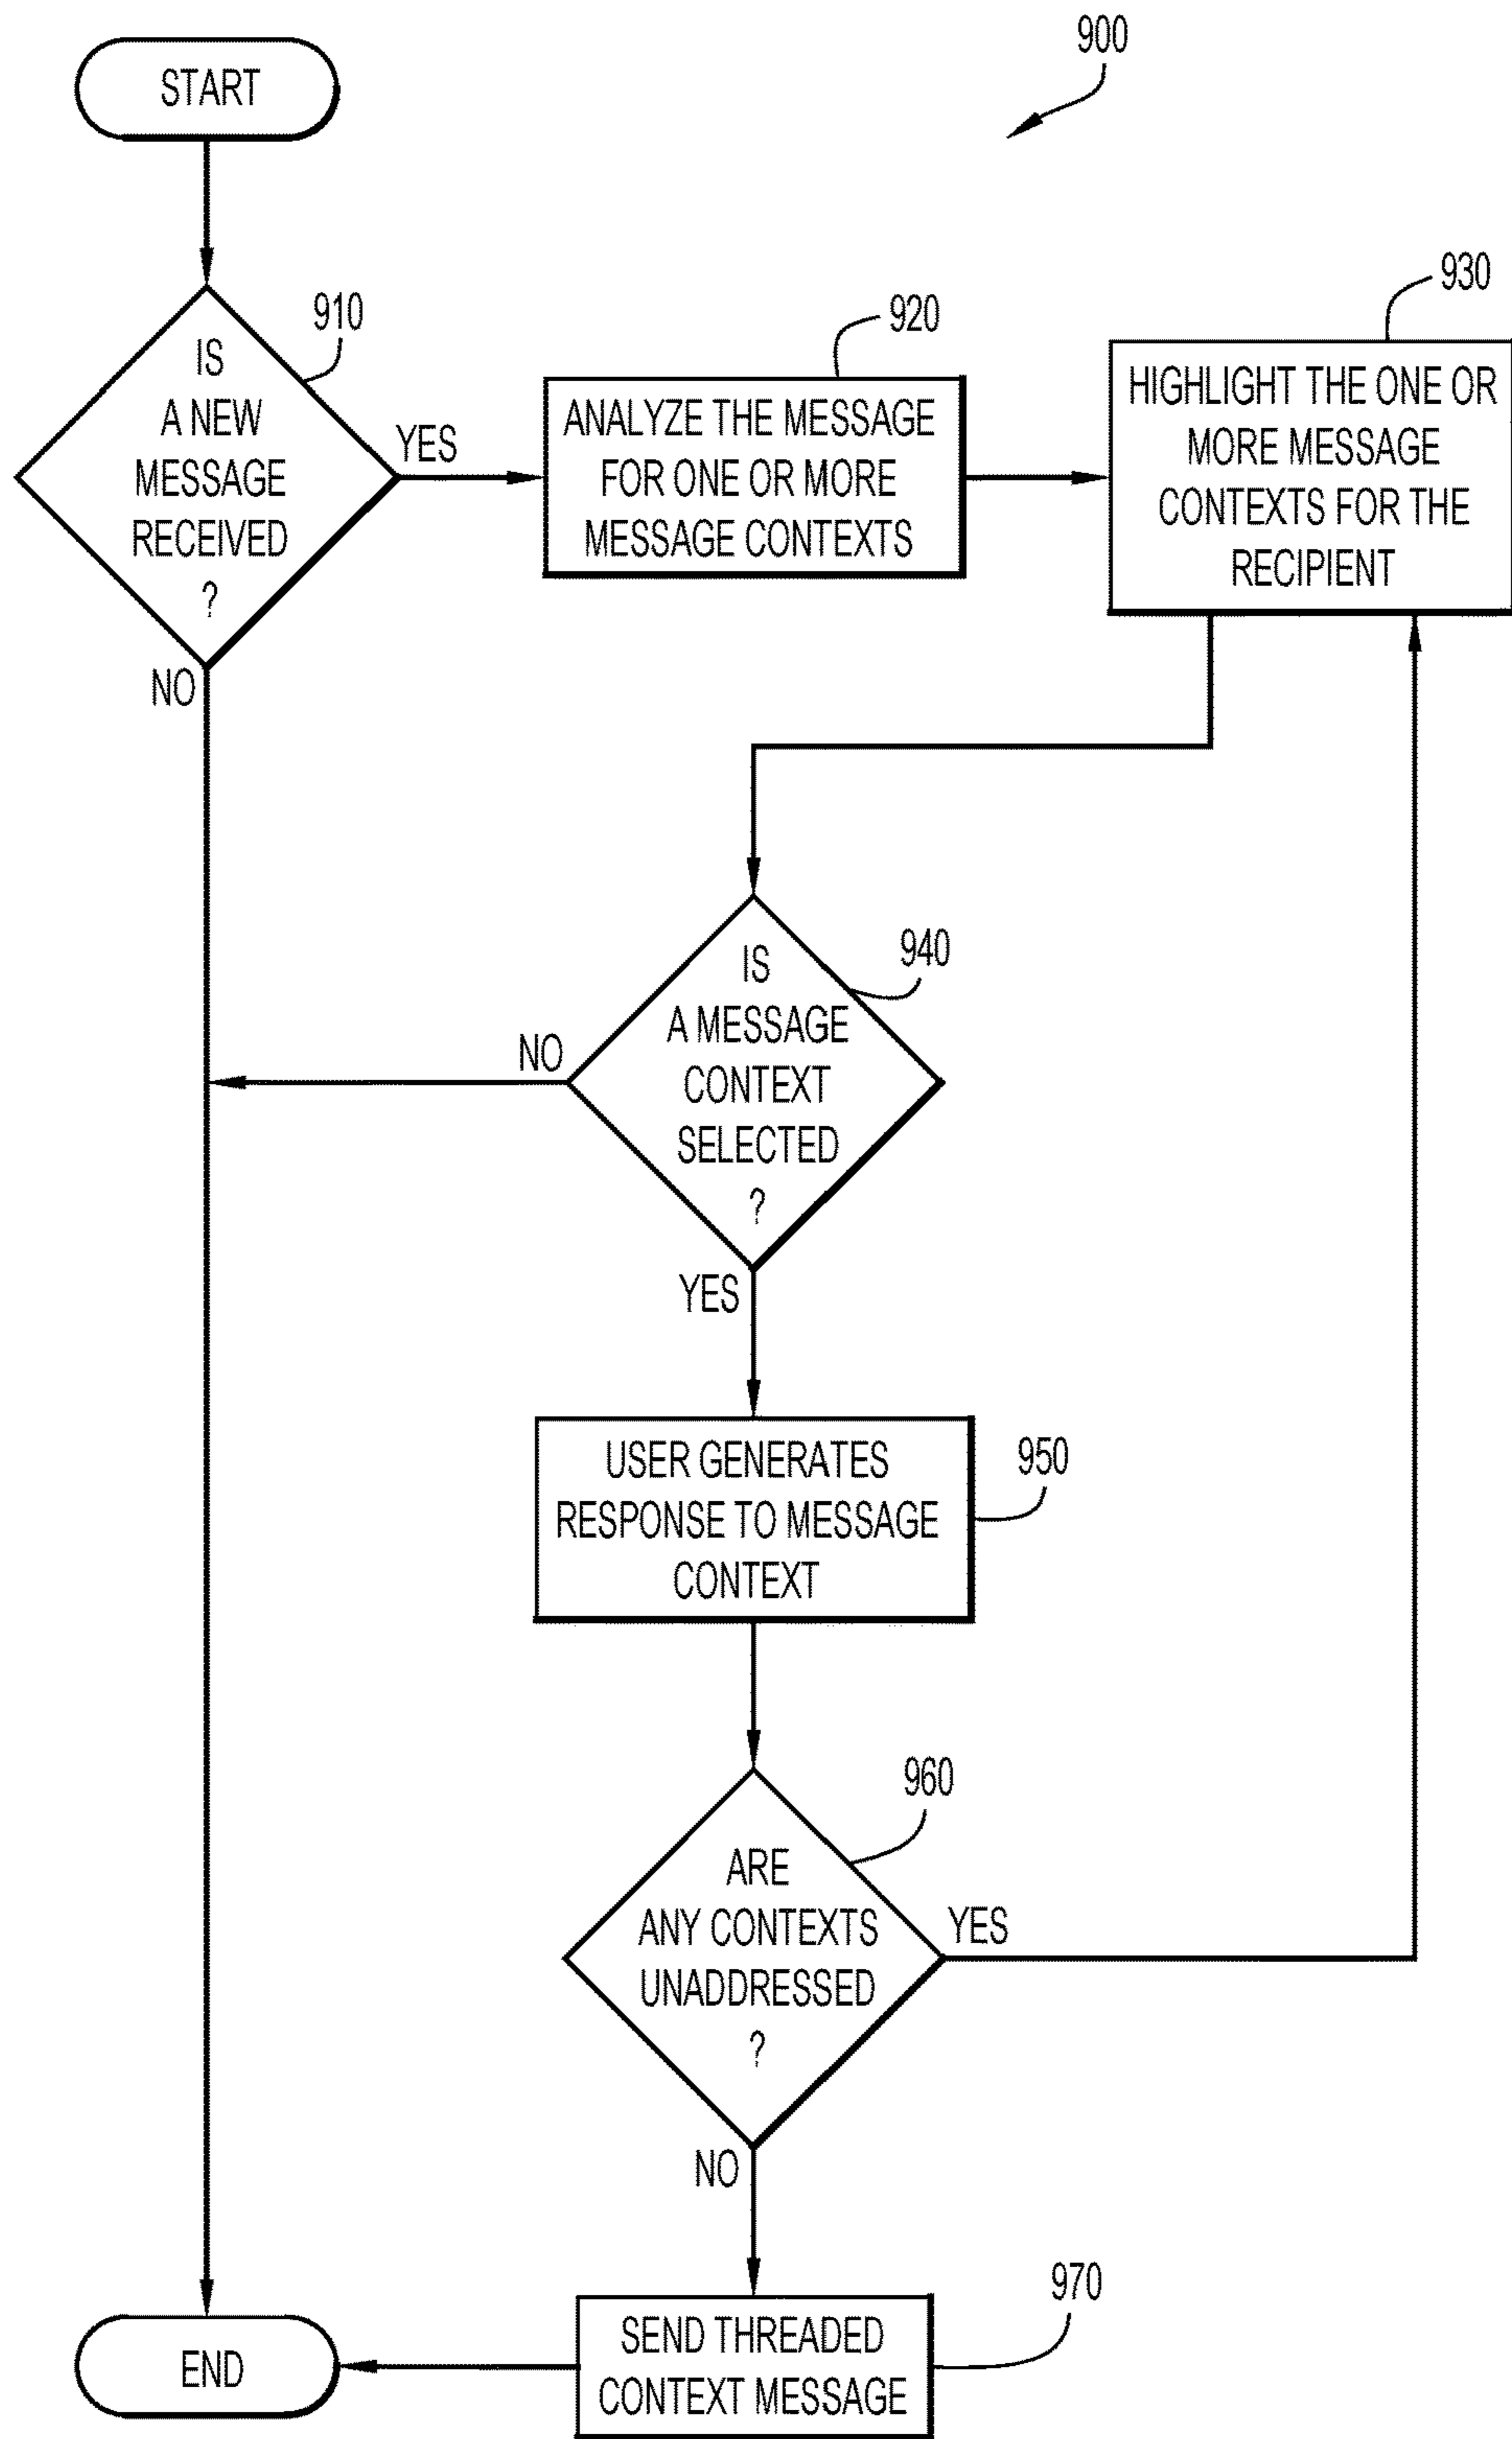 900
START
910
IS
A NEW
MESSAGE
RECEIVED
?
YES
NO
920
ANALYZE THE MESSAGE
FOR ONE OR MORE
MESSAGE CONTEXTS
930
HIGHLIGHT THE ONE OR
MORE MESSAGE
CONTEXTS FOR THE
RECIPIENT
940
IS
A MESSAGE
CONTEXT
SELECTED
?
NO
YES
950
USER GENERATES
RESPONSE TO MESSAGE
CONTEXT
960
ARE
ANY CONTEXTS
UNADDRESSED
?
YES
NO
970
SEND THREADED
CONTEXT MESSAGE
END